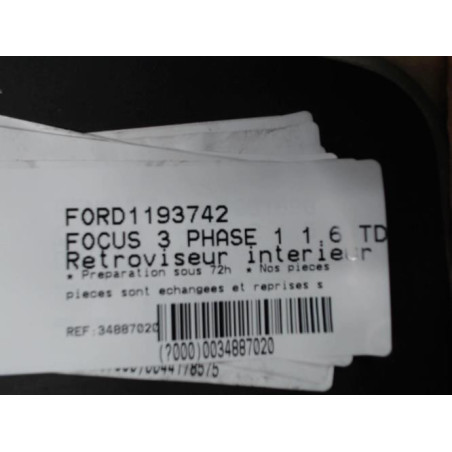 FORD1193742
FOCUS 3 PHASE 1 1.6 TD
Retroviseur interieur
* Preparation sous 72h * Nos pieces
pieces sont echangees et reprises s
REF:34887020
(?000)0034887020